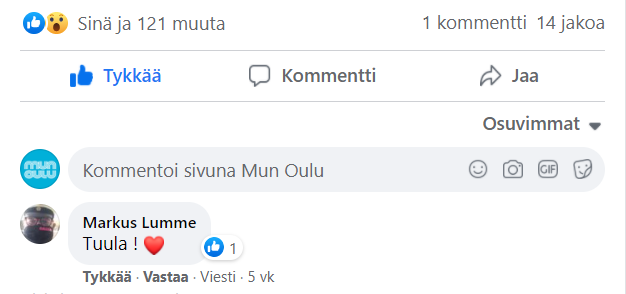 Sinä ja 121 muuta 1 kommentti 14 jakoa
Tykkää Kommentti Jaa
Osuvimmat
mun
oulu
Kommentoi sivuna Mun Oulu GIF
Markus Lumme
Tuula ! ❤️ 1
Tykkää · Vastaa · Viesti · 5 vk